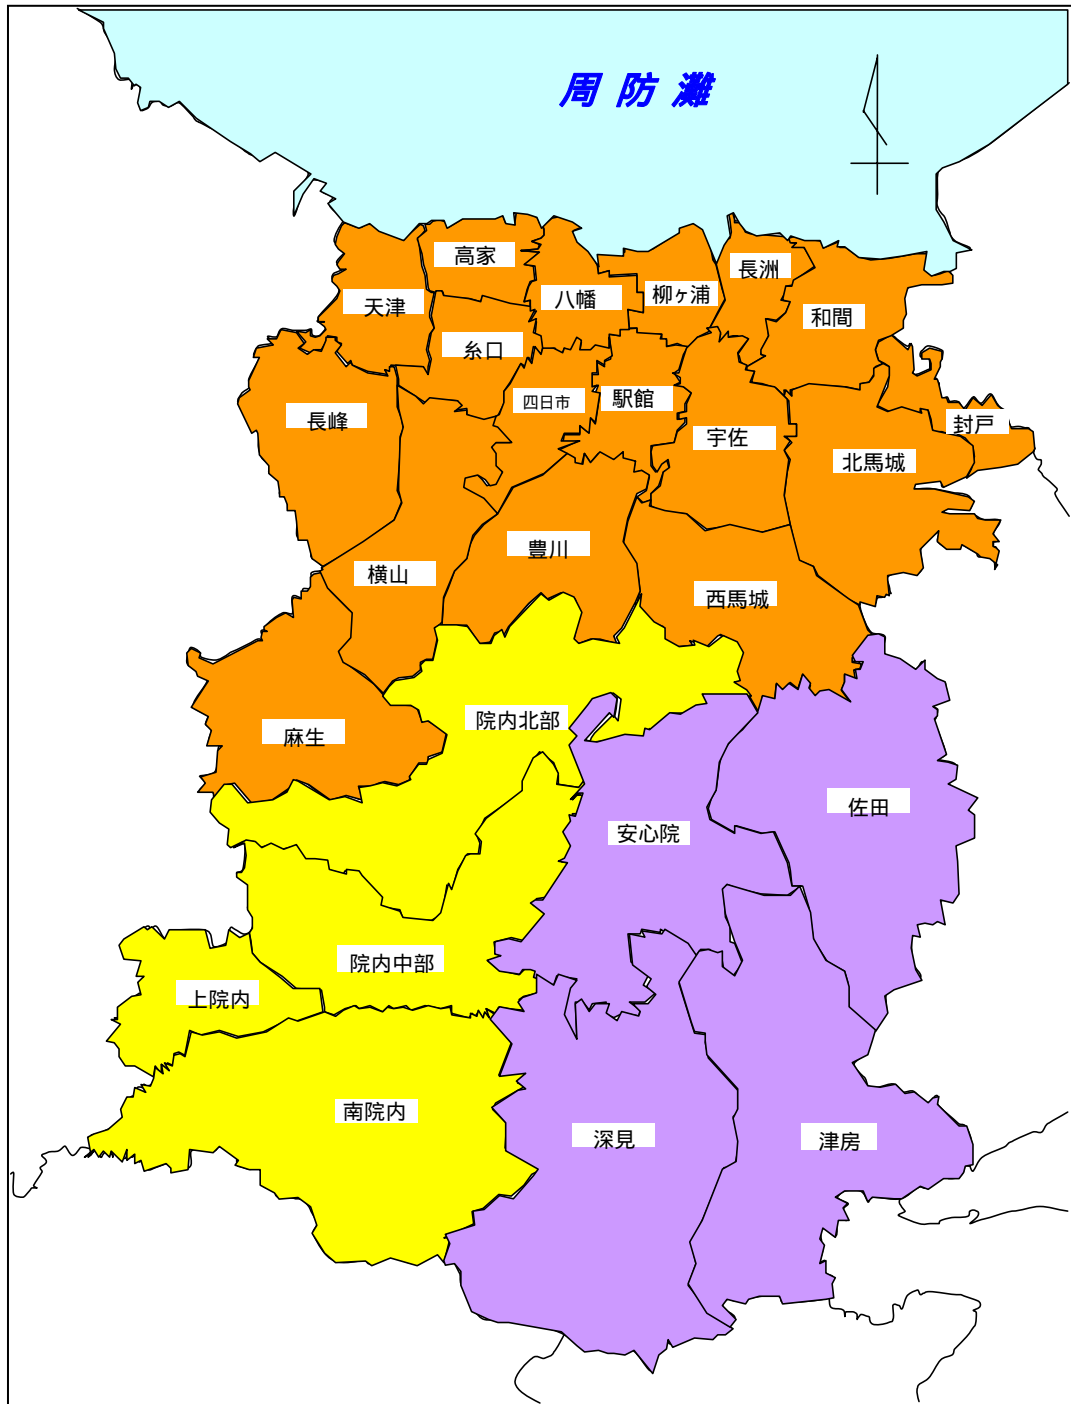 周防灘
高家
長洲
八幡
柳ヶ浦
天津
和間
糸口
四日市
駅館
長峰
封戸
宇佐
北馬城
豊川
横山
西馬城
院内北部
麻生
佐田
安心院
院内中部
上院内
南院内
深見
津房